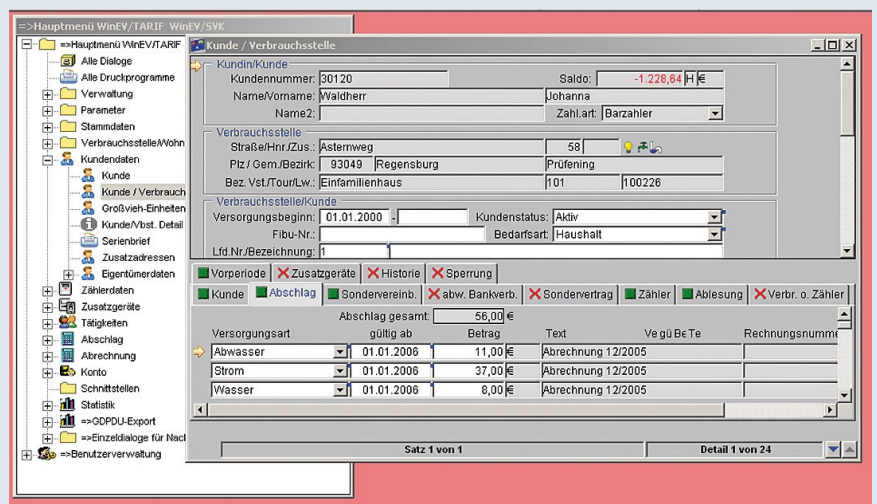 =>Hauptmenü WinEV/TARIF WinEV/SVK
=>Hauptmenü WinEV/TARIF
Alle Dialoge
Alle Druckprogramme
Verwaltung
Parameter
Stammdaten
Verbrauchsstelle/Wohn
Kundendaten
Kunde
Kunde / Verbrauch
Großvieh-Einheiten
Kunde/Vbst. Detail
Serienbrief
Zusatzadressen
Eigentümerdaten
Zählerdaten
Zusatzgeräte
Tätigkeiten
Abschlag
Abrechnung
Konto
Schnittstellen
Statistik
=>GDPDU-Export
=>Einzeldialoge für Nacl
=>Benutzerverwaltung
Kunde / Verbrauchsstelle
Kundin/Kunde
Kundennummer: 30120 Saldo: -1.228,64 H €
Name/Vorname: Waldherr Johanna
Name2: Zahl.art: Barzahler
Verbrauchsstelle
Straße/Hnr./Zus.: Asternweg 58
Plz / Gem./Bezirk: 93049 Regensburg Prüfening
Bez. Vst./Tour/Lw.: Einfamilienhaus 101 100226
Verbrauchsstelle/Kunde
Versorgungsbeginn: 01.01.2000 - Kundenstatus: Aktiv
Fibu-Nr.: Bedarfsart: Haushalt
Lfd.Nr./Bezeichnung: 1
Vorperiode Zusatzgeräte Historie Sperrung
Kunde Abschlag Sondervereinb. abw. Bankverb. Sondervertrag Zähler Ablesung Verbr. o. Zähler
Abschlag gesamt: 56,00 €
Versorgungsart gültig ab Betrag Text Ve gü Be Te Rechnungsnumme
Abwasser 01.01.2006 11,00 € Abrechnung 12/2005
Strom 01.01.2006 37,00 € Abrechnung 12/2005
Wasser 01.01.2006 8,00 € Abrechnung 12/2005
Satz 1 von 1 Detail 1 von 24